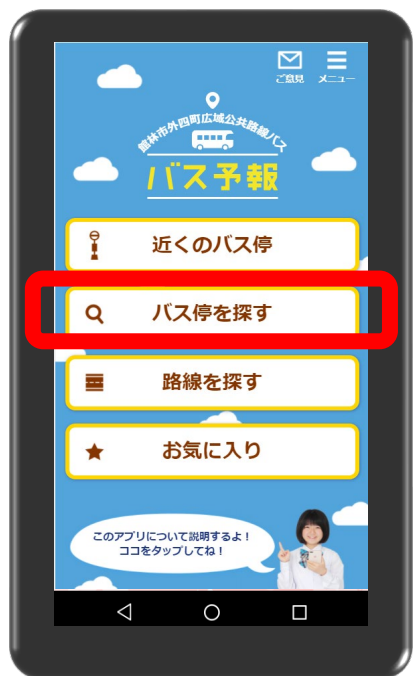 ご意見 メニュー
館林市外四町広域公共路線バス
バス予報
近くのバス停
バス停を探す
路線を探す
お気に入り
このアプリについて説明するよ！
ココをタップしてね！